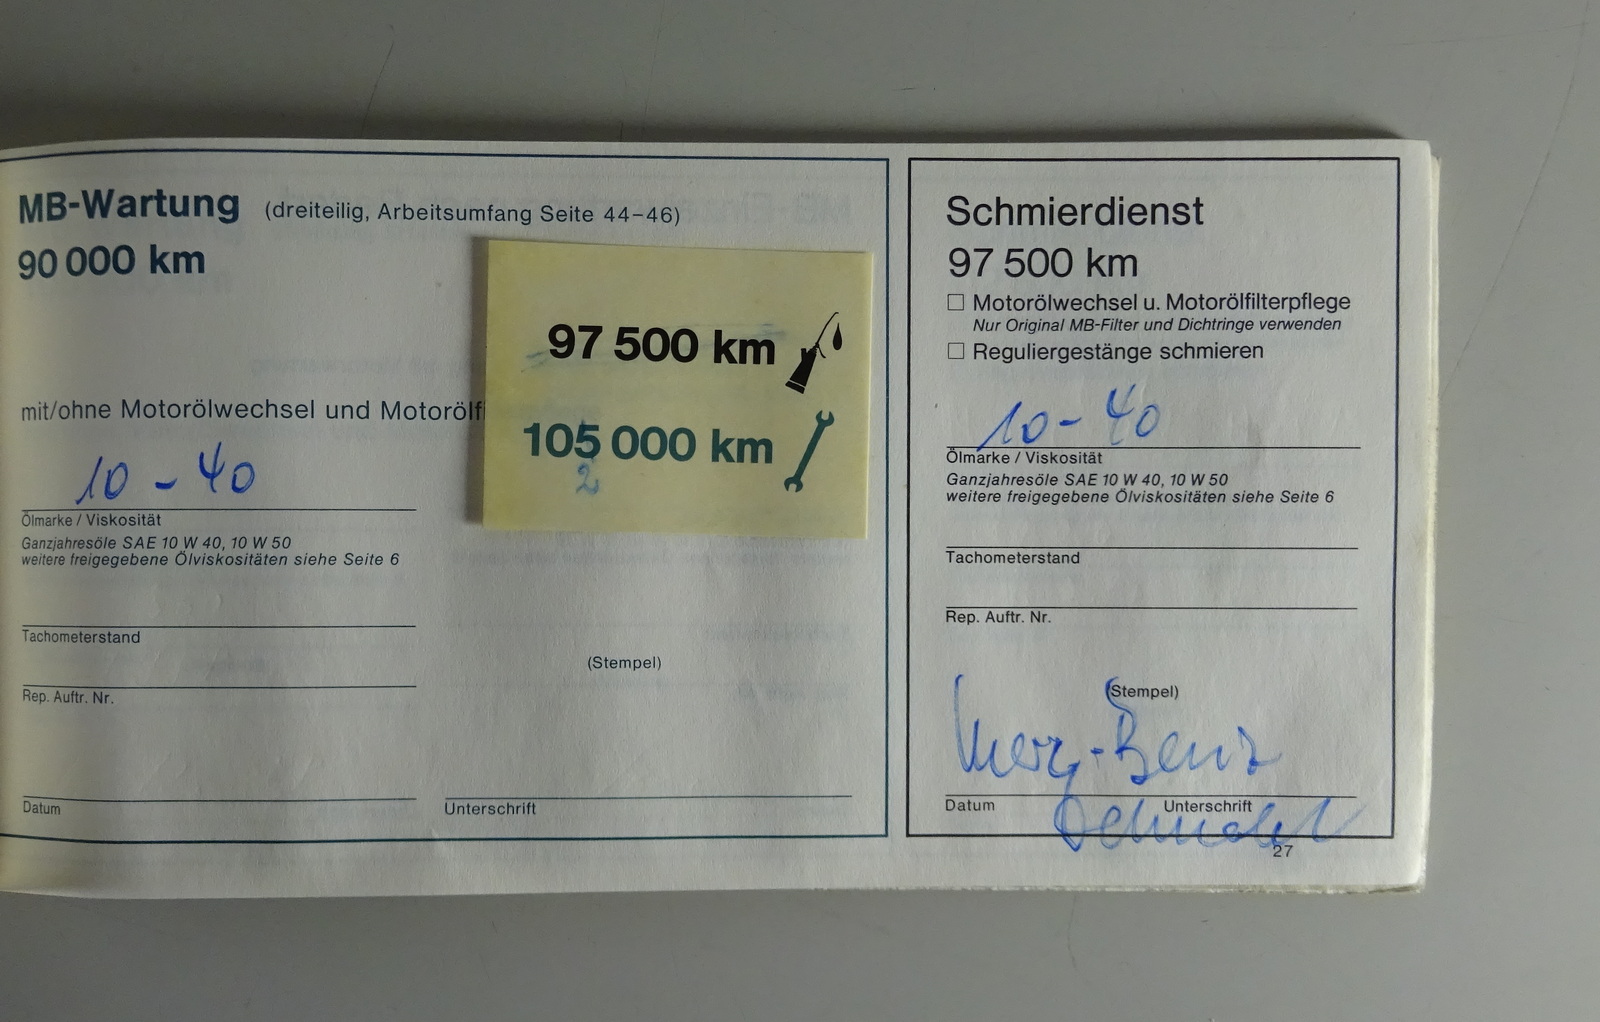 MB-Wartung (dreiteilig, Arbeitsumfang Seite 44–46)
90 000 km
mit/ohne Motorölwechsel und Motorölf
10 - 40
Ölmarke / Viskosität
Ganzjahresöle SAE 10 W 40, 10 W 50
weitere freigegebene Ölviskositäten siehe Seite 6
Tachometerstand
Rep. Auftr. Nr.
(Stempel)
Datum
Unterschrift
97 500 km
105 000 km
2
Schmierdienst
97 500 km
☐ Motorölwechsel u. Motorölfilterpflege
Nur Original MB-Filter und Dichtringe verwenden
☐ Reguliergestänge schmieren
10 - 40
Ölmarke / Viskosität
Ganzjahresöle SAE 10 W 40, 10 W 50
weitere freigegebene Ölviskositäten siehe Seite 6
Tachometerstand
Rep. Auftr. Nr.
(Stempel)
Merz-Benz
Datum Unterschrift
27